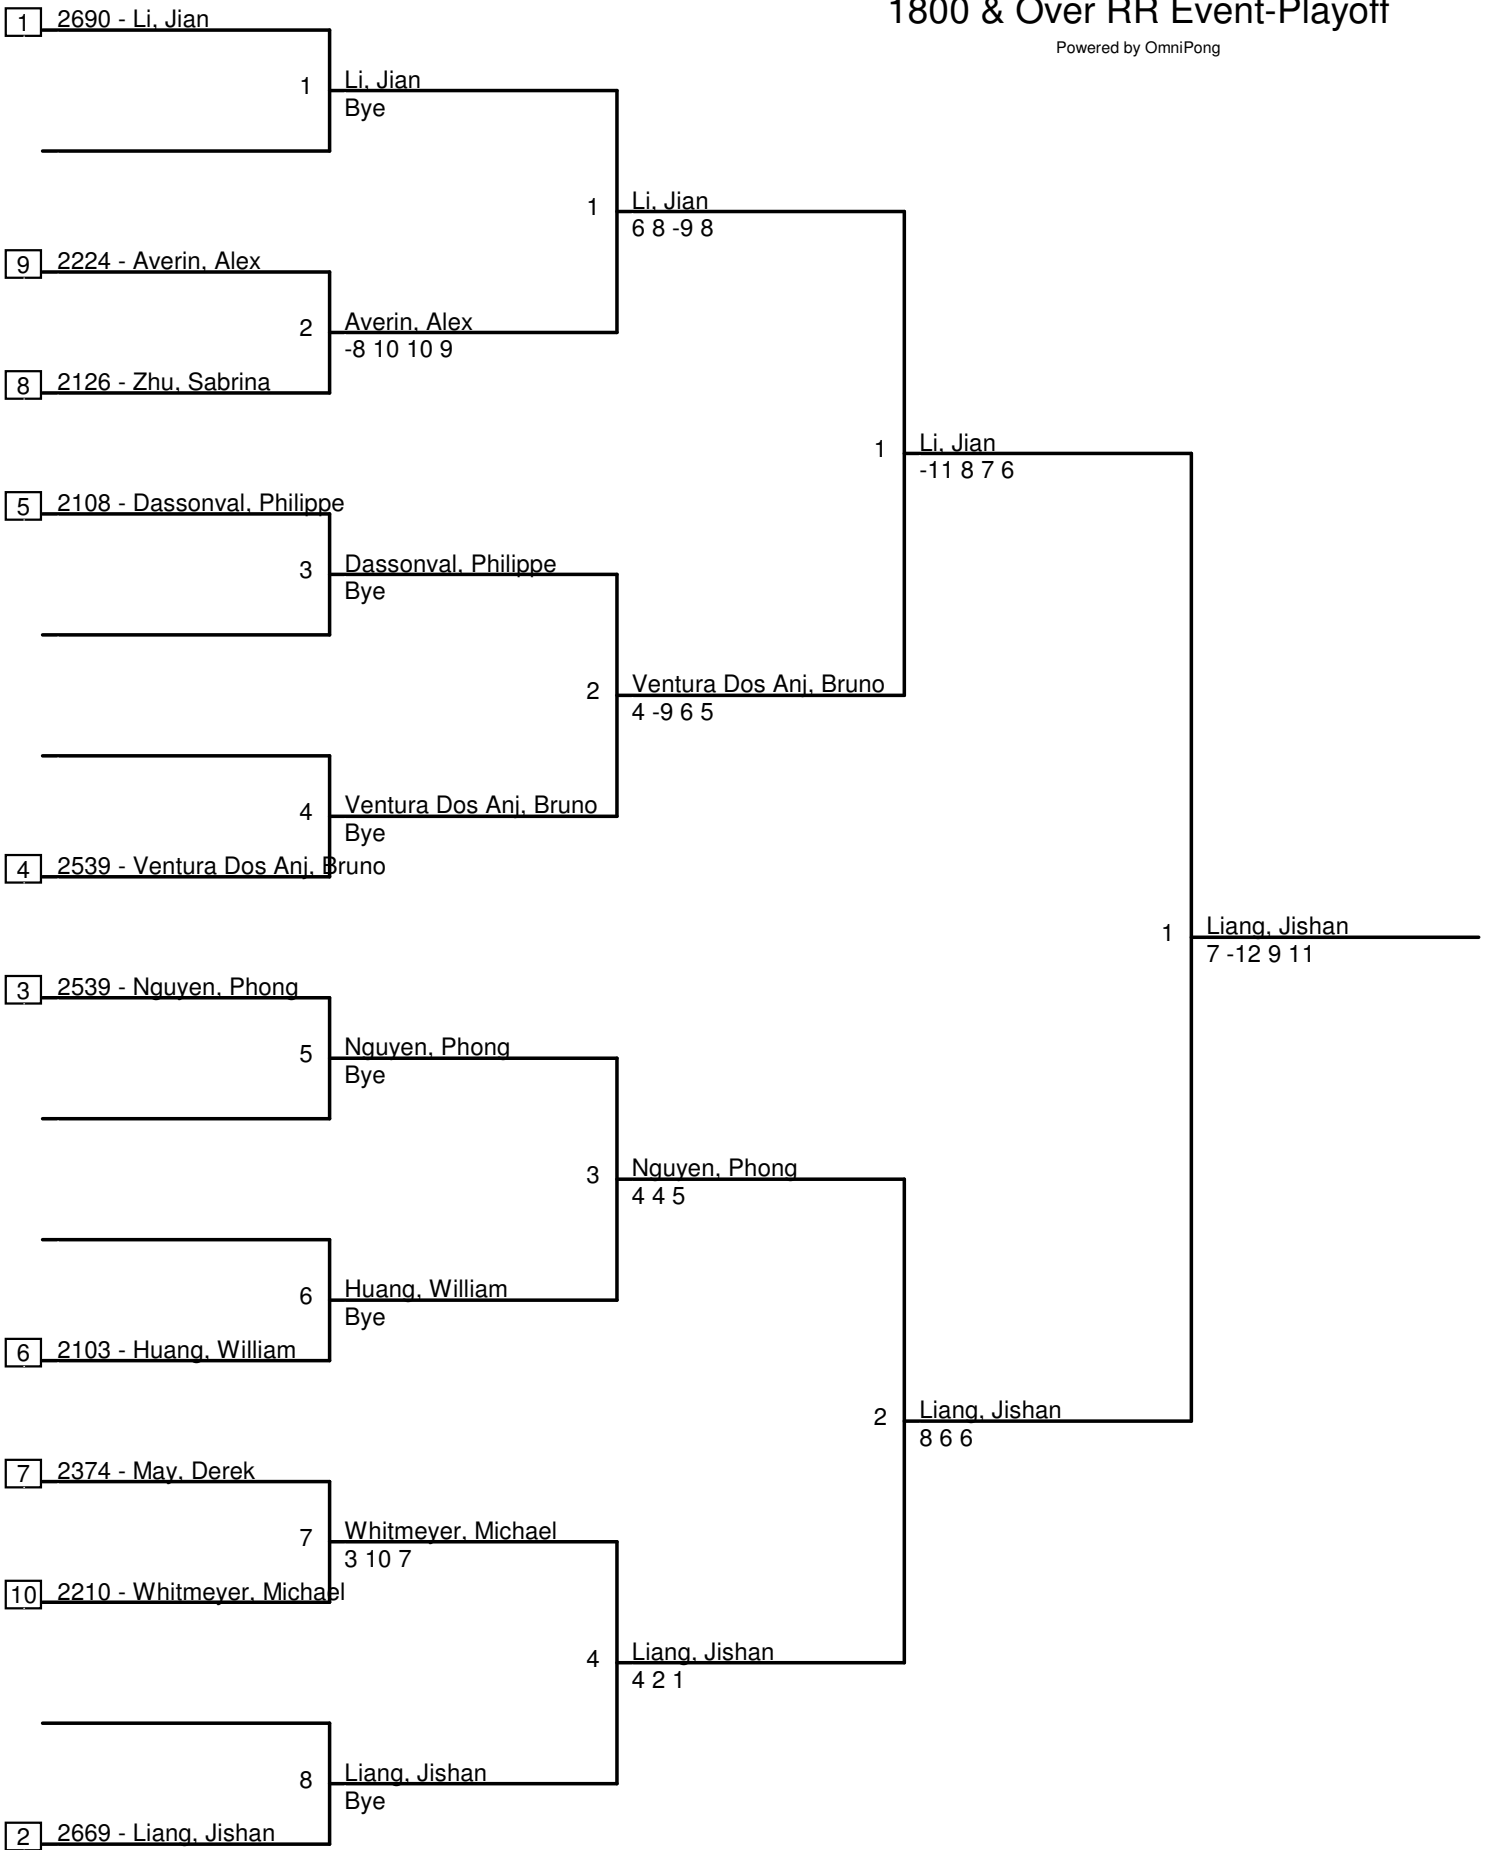 1800 & Over RR Event-Playoff
Powered by OmniPong
1 2690 - Li, Jian
1 Li, Jian
Bye
1 Li, Jian
6 8 -9 8
9 2224 - Averin, Alex
2 Averin, Alex
-8 10 10 9
8 2126 - Zhu, Sabrina
1 Li, Jian
-11 8 7 6
5 2108 - Dassonval, Philippe
3 Dassonval, Philippe
Bye
2 Ventura Dos Anj, Bruno
4 -9 6 5
4 Ventura Dos Anj, Bruno
Bye
4 2539 - Ventura Dos Anj, Bruno
1 Liang, Jishan
7 -12 9 11
3 2539 - Nguyen, Phong
5 Nguyen, Phong
Bye
3 Nguyen, Phong
4 4 5
6 Huang, William
Bye
6 2103 - Huang, William
2 Liang, Jishan
8 6 6
7 2374 - May, Derek
7 Whitmeyer, Michael
3 10 7
10 2210 - Whitmeyer, Michael
4 Liang, Jishan
4 2 1
8 Liang, Jishan
Bye
2 2669 - Liang, Jishan